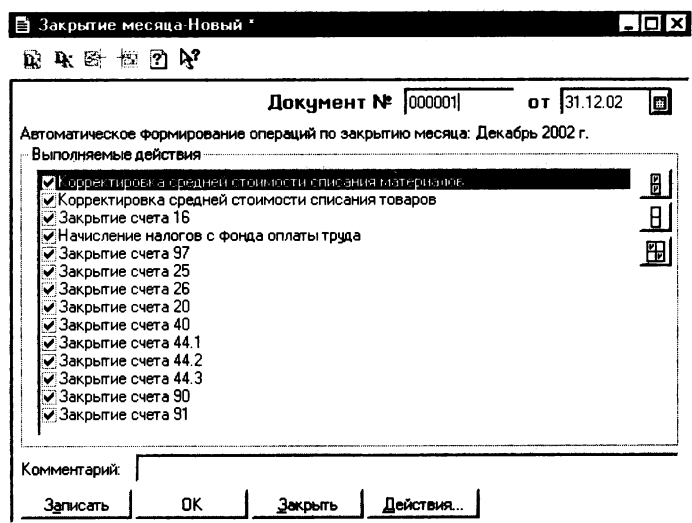 Закрытие месяца-Новый *
Документ № 000001 от 31.12.02
Автоматическое формирование операций по закрытию месяца: Декабрь 2002 г.
Выполняемые действия
Корректировка средней стоимости списания материалов
Корректировка средней стоимости списания товаров
Закрытие счета 16
Начисление налогов с фонда оплаты труда
Закрытие счета 97
Закрытие счета 25
Закрытие счета 26
Закрытие счета 20
Закрытие счета 40
Закрытие счета 44.1
Закрытие счета 44.2
Закрытие счета 44.3
Закрытие счета 90
Закрытие счета 91
Комментарий:
Записать OK Закрыть Действия...